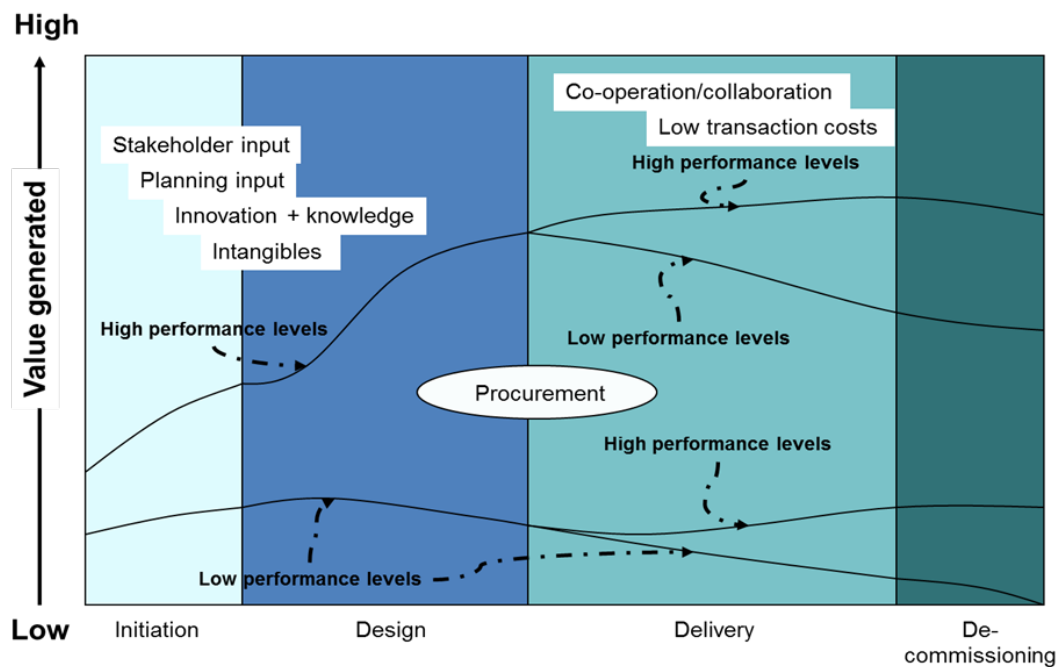 High
Value generated
Low
Stakeholder input
Planning input
Innovation + knowledge
Intangibles
High performance levels
Low performance levels
Procurement
Co-operation/collaboration
Low transaction costs
High performance levels
Low performance levels
High performance levels
Initiation
Design
Delivery
De-
commissioning